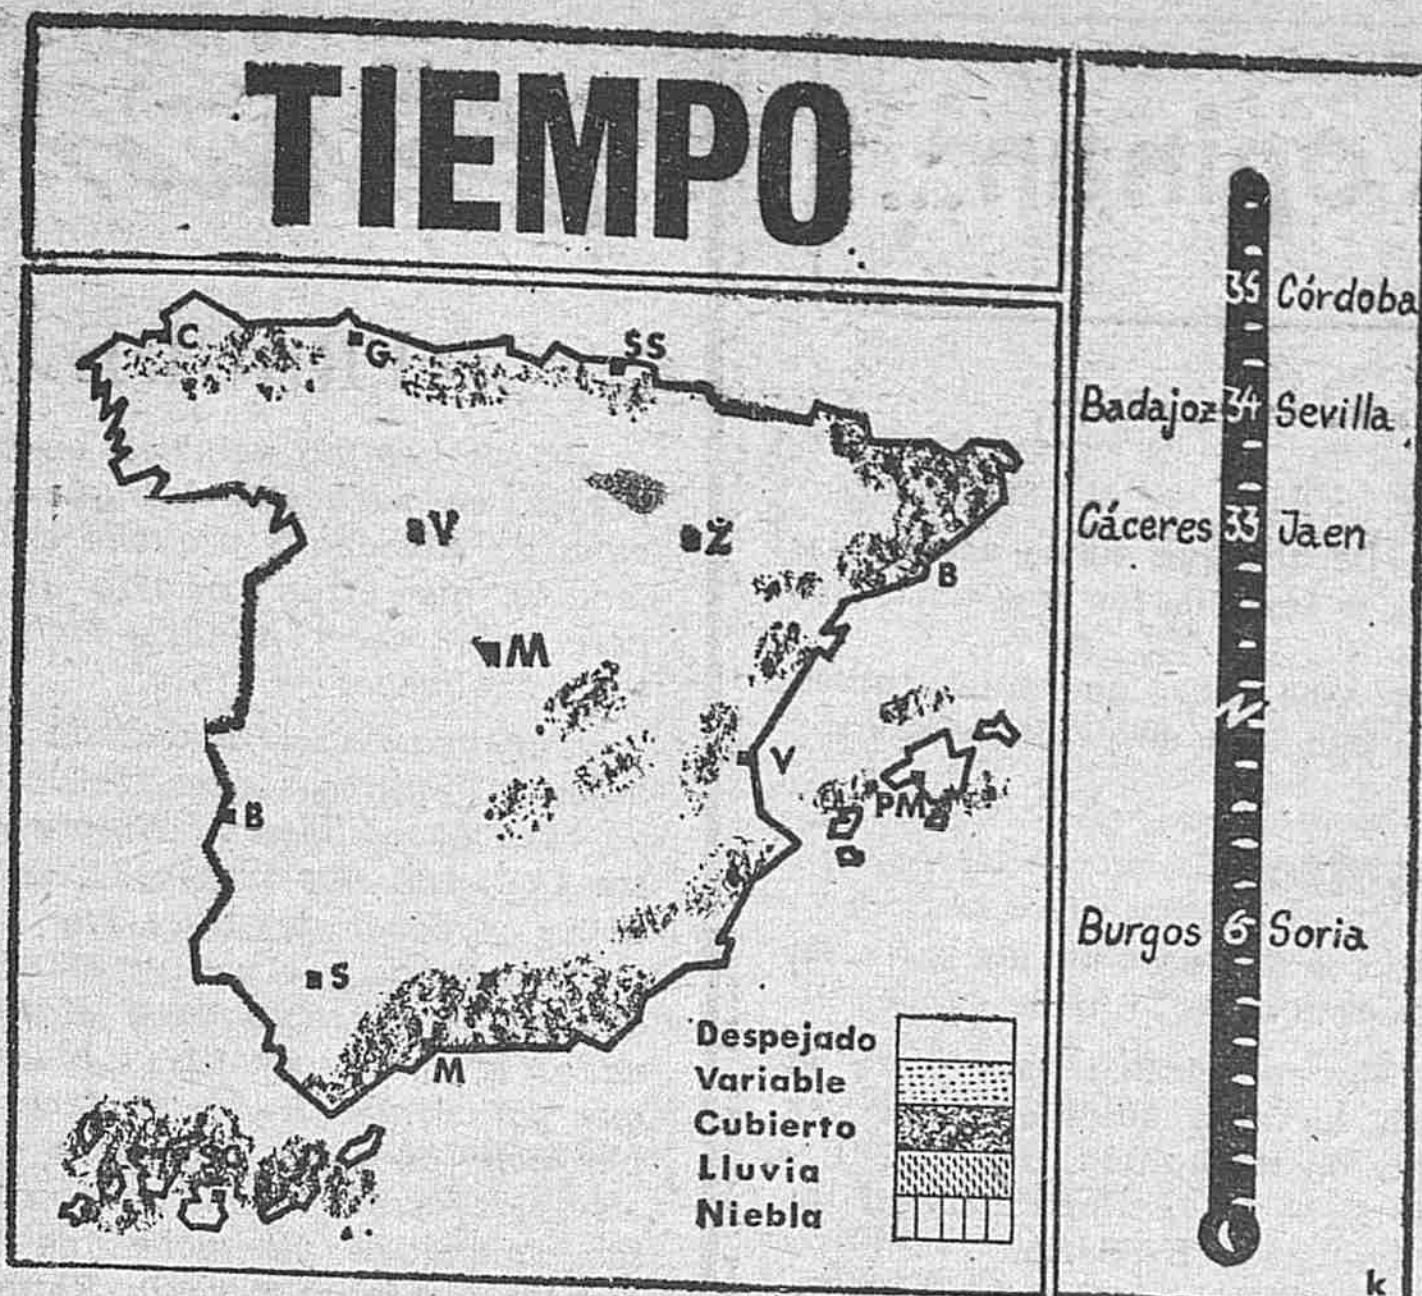 TIEMPO
C
G
SS
V
Z
B
M
V
PM
B
S
M
Despejado
Variable
Cubierto
Lluvia
Niebla
35 Córdoba
Badajoz 34 Sevilla
Cáceres 33 Jaen
Burgos 6 Soria
k